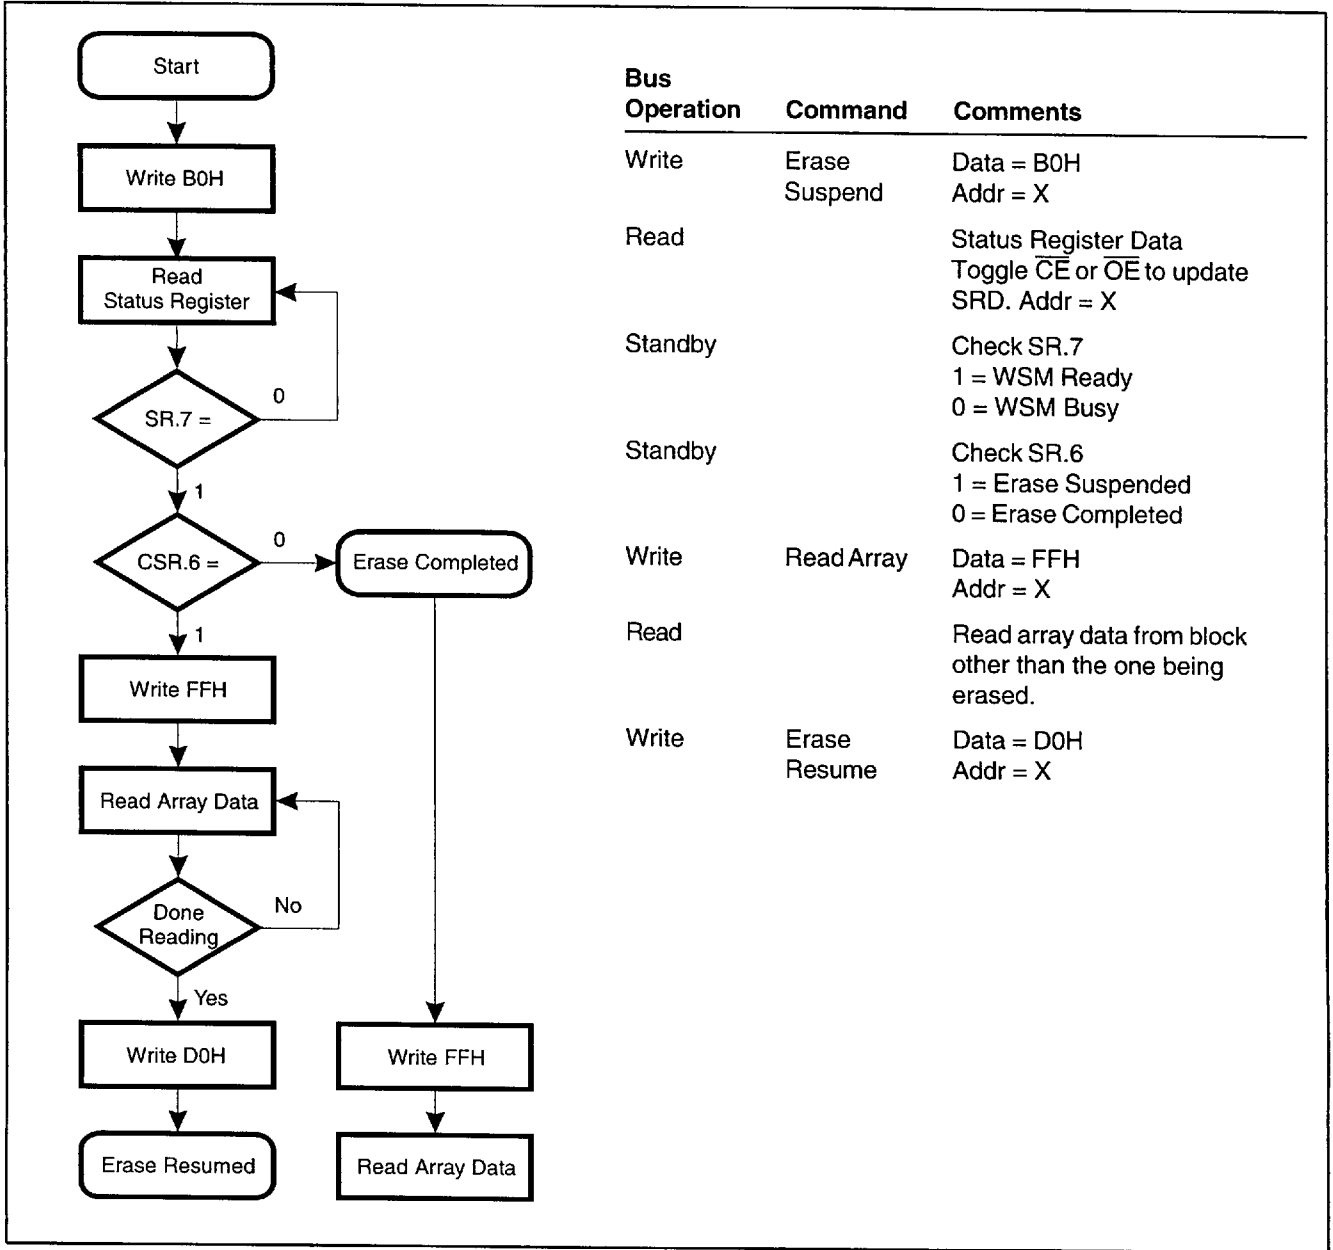 Start
Write B0H
Read
Status Register
SR.7 =
0
1
CSR.6 =
0
Erase Completed
1
Write FFH
Read Array Data
Done
Reading
No
Yes
Write D0H
Write FFH
Erase Resumed
Read Array Data
Bus
Operation Command Comments
Write Erase Data = B0H
Suspend Addr = X
Read Status Register Data
Toggle C̅E̅ or O̅E̅ to update
SRD. Addr = X
Standby Check SR.7
1 = WSM Ready
0 = WSM Busy
Standby Check SR.6
1 = Erase Suspended
0 = Erase Completed
Write Read Array Data = FFH
Addr = X
Read Read array data from block
other than the one being
erased.
Write Erase Data = D0H
Resume Addr = X